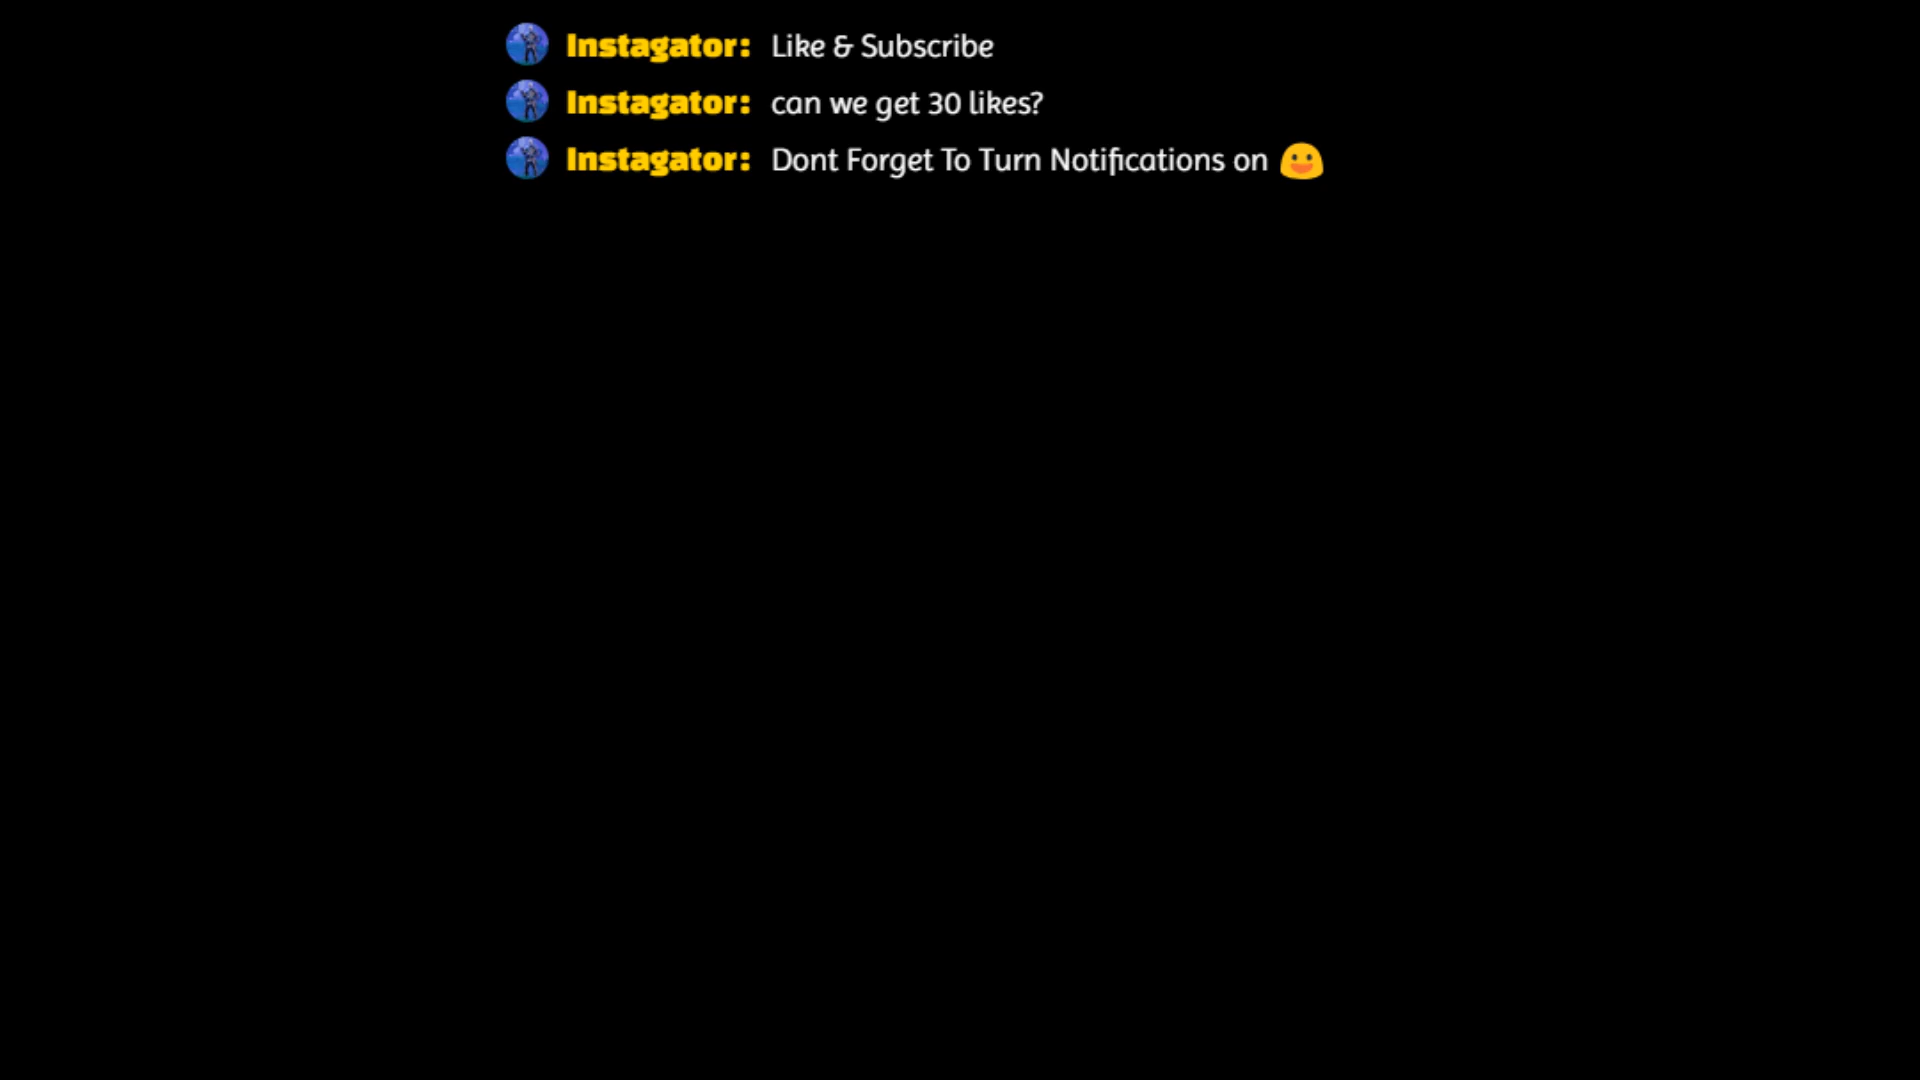 Instagator: Like & Subscribe
Instagator: can we get 30 likes?
Instagator: Dont Forget To Turn Notifications on 😃